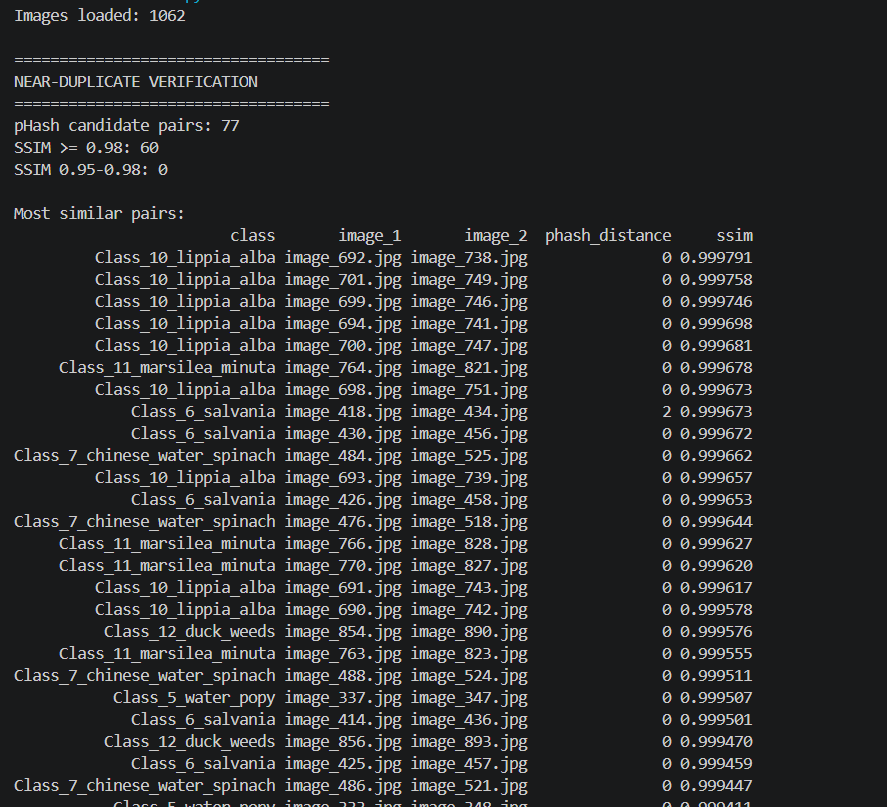 Images loaded: 1062
===================================
NEAR-DUPLICATE VERIFICATION
===================================
pHash candidate pairs: 77
SSIM >= 0.98: 60
SSIM 0.95-0.98: 0
Most similar pairs:
class image_1 image_2 phash_distance ssim
Class_10_lippia_alba image_692.jpg image_738.jpg 0 0.999791
Class_10_lippia_alba image_701.jpg image_749.jpg 0 0.999758
Class_10_lippia_alba image_699.jpg image_746.jpg 0 0.999746
Class_10_lippia_alba image_694.jpg image_741.jpg 0 0.999698
Class_10_lippia_alba image_700.jpg image_747.jpg 0 0.999681
Class_11_marsilea_minuta image_764.jpg image_821.jpg 0 0.999678
Class_10_lippia_alba image_698.jpg image_751.jpg 0 0.999673
Class_6_salvania image_418.jpg image_434.jpg 2 0.999673
Class_6_salvania image_430.jpg image_456.jpg 0 0.999672
Class_7_chinese_water_spinach image_484.jpg image_525.jpg 0 0.999662
Class_10_lippia_alba image_693.jpg image_739.jpg 0 0.999657
Class_6_salvania image_426.jpg image_458.jpg 0 0.999653
Class_7_chinese_water_spinach image_476.jpg image_518.jpg 0 0.999644
Class_11_marsilea_minuta image_766.jpg image_828.jpg 0 0.999627
Class_11_marsilea_minuta image_770.jpg image_827.jpg 0 0.999620
Class_10_lippia_alba image_691.jpg image_743.jpg 0 0.999617
Class_10_lippia_alba image_690.jpg image_742.jpg 0 0.999578
Class_12_duck_weeds image_854.jpg image_890.jpg 0 0.999576
Class_11_marsilea_minuta image_763.jpg image_823.jpg 0 0.999555
Class_7_chinese_water_spinach image_488.jpg image_524.jpg 0 0.999511
Class_5_water_popy image_337.jpg image_347.jpg 0 0.999507
Class_6_salvania image_414.jpg image_436.jpg 0 0.999501
Class_12_duck_weeds image_856.jpg image_893.jpg 0 0.999470
Class_6_salvania image_425.jpg image_457.jpg 0 0.999459
Class_7_chinese_water_spinach image_486.jpg image_521.jpg 0 0.999447